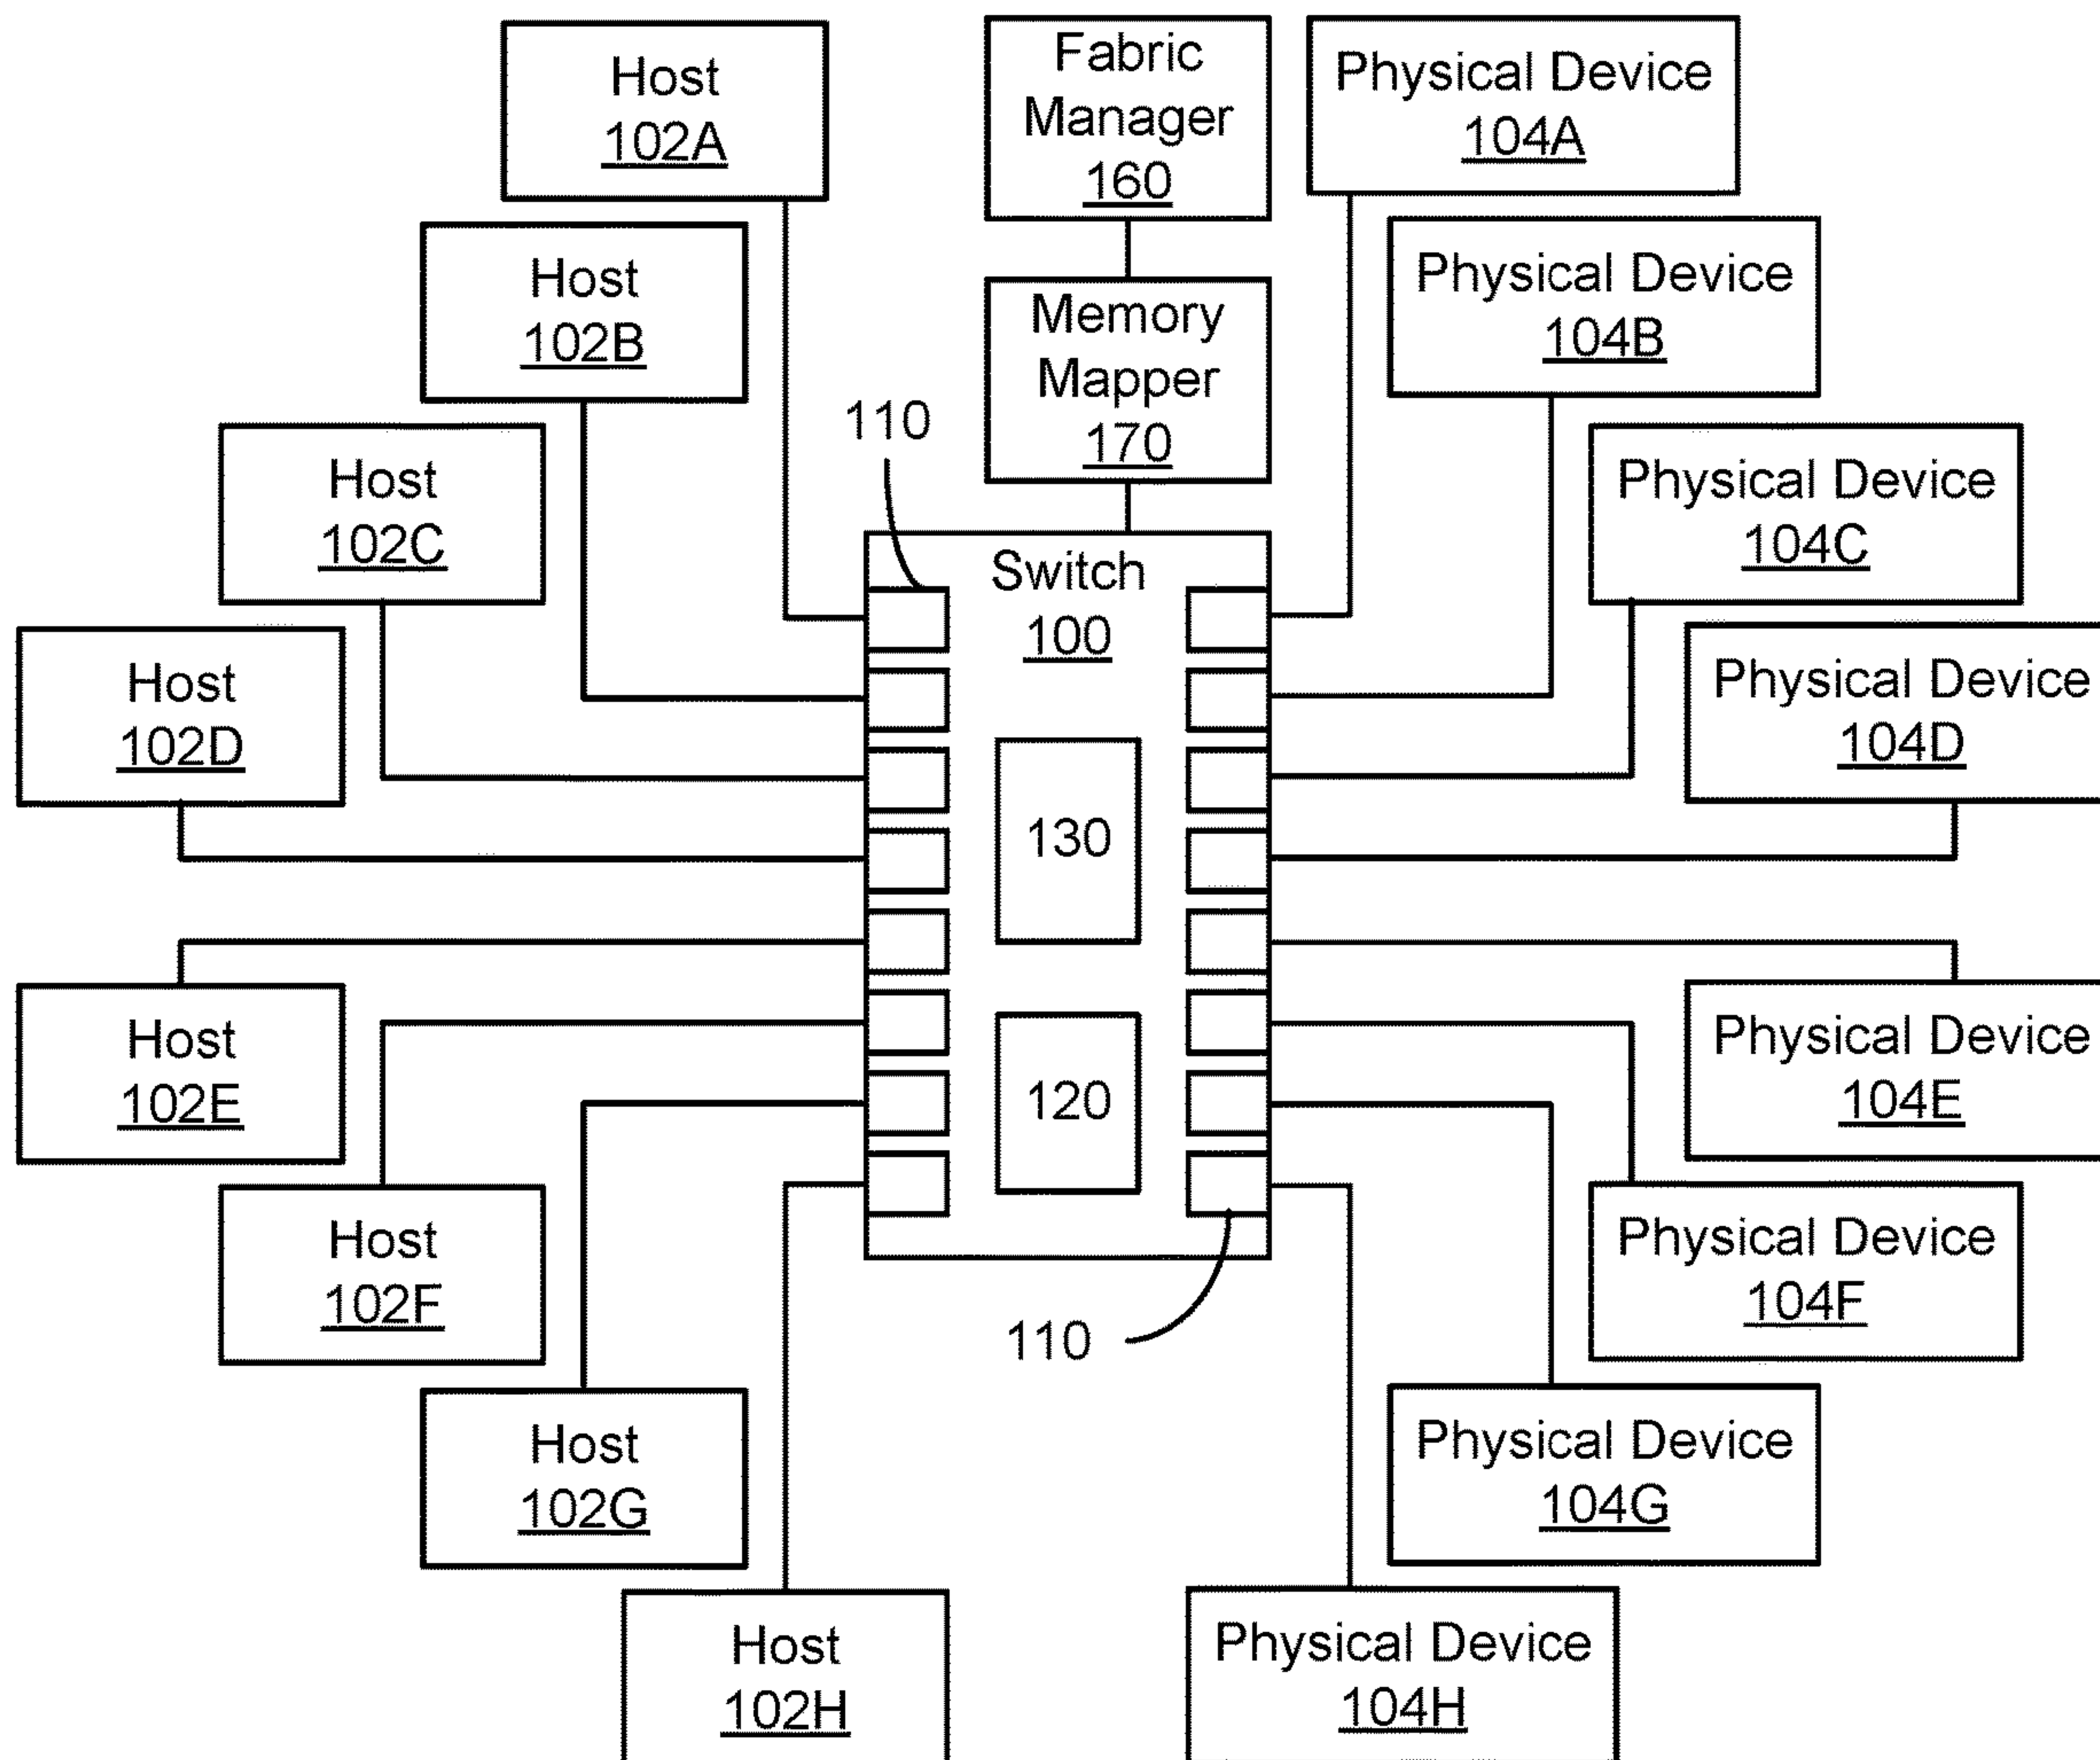 Host
102A
Fabric
Manager
160
Physical Device
104A
Host
102B
Memory
Mapper
170
Physical Device
104B
110
Host
102C
Physical Device
104C
Switch
100
Host
102D
Physical Device
104D
130
Host
102E
120
Physical Device
104E
Host
102F
Physical Device
104F
110
Host
102G
Physical Device
104G
Host
102H
Physical Device
104H